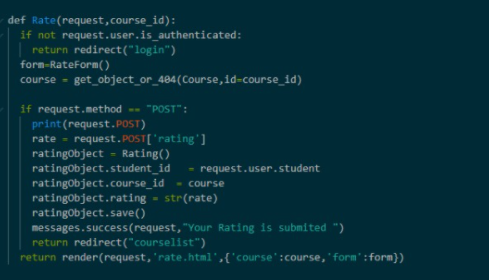 def Rate(request,course_id):
if not request.user.is_authenticated:
return redirect("login")
form=RateForm()
course = get_object_or_404(Course,id=course_id)
if request.method == "POST":
print(request.POST)
rate = request.POST['rating']
ratingObject = Rating()
ratingObject.student_id = request.user.student
ratingObject.course_id = course
ratingObject.rating = str(rate)
ratingObject.save()
messages.success(request,"Your Rating is submited ")
return redirect("courselist")
return render(request,'rate.html',{'course':course,'form':form})